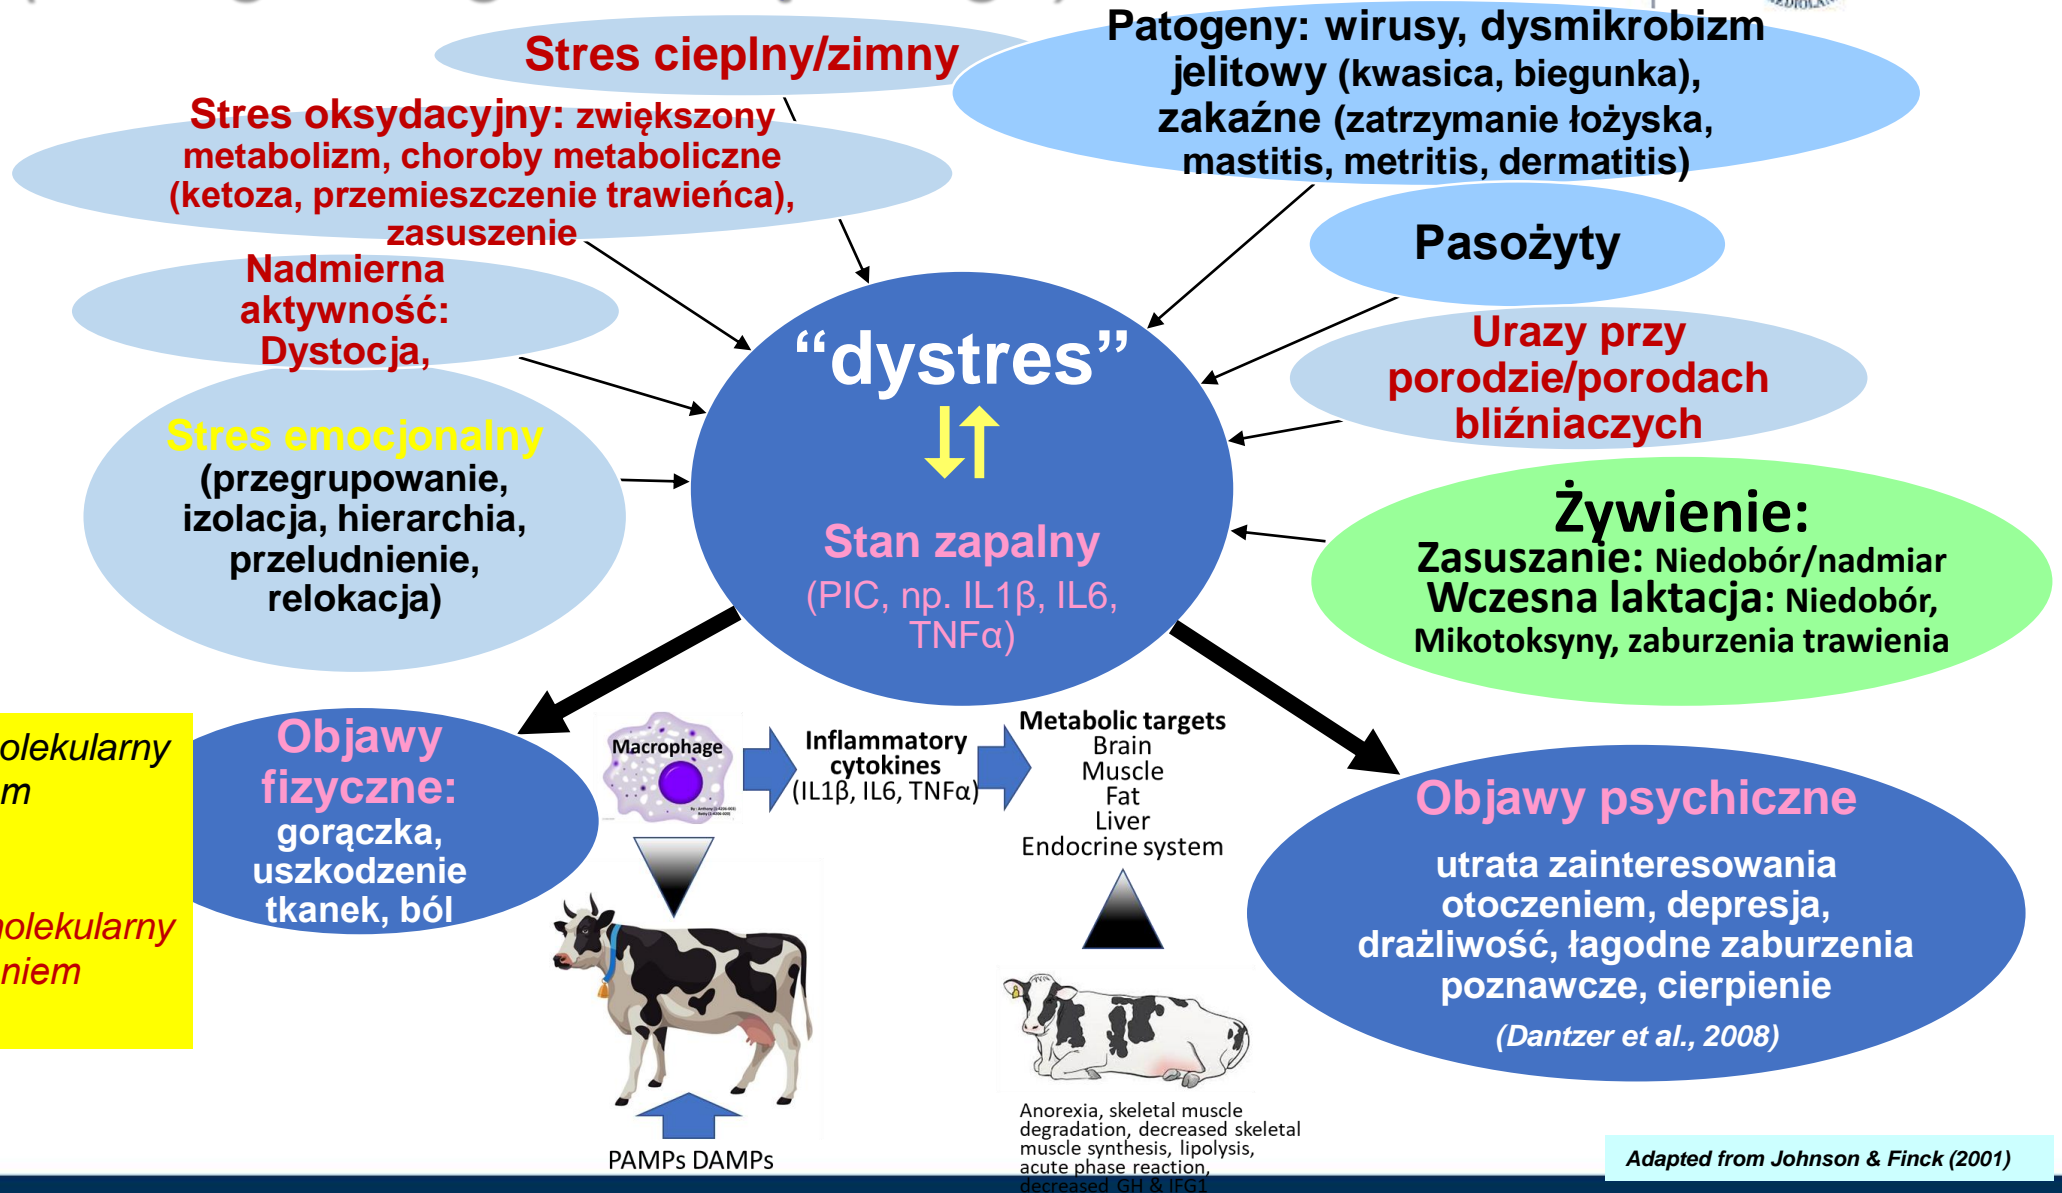 Stres cieplny/zimny
Patogeny: wirusy, dysmikrobizm
jelitowy (kwasica, biegunka),
zakaźne (zatrzymanie łożyska,
mastitis, metritis, dermatitis)
Stres oksydacyjny: zwiększony
metabolizm, choroby metaboliczne
(ketoza, przemieszczenie trawieńca),
zasuszenie
Pasożyty
Nadmierna
aktywność:
Dystocja,
Urazy przy
porodzie/porodach
bliźniaczych
Stres emocjonalny
(przegrupowanie,
izolacja, hierarchia,
przeludnienie,
relokacja)
“dystres”
↓↑
Stan zapalny
(PIC, np. IL1β, IL6,
TNFα)
Żywienie:
Zasuszanie: Niedobór/nadmiar
Wczesna laktacja: Niedobór,
Mikotoksyny, zaburzenia trawienia
olekularny
m
nolekularny
niem
Objawy
fizyczne:
gorączka,
uszkodzenie
tkanek, ból
Macrophage
Inflammatory
cytokines
(IL1β, IL6, TNFα)
Metabolic targets
Brain
Muscle
Fat
Liver
Endocrine system
Objawy psychiczne
utrata zainteresowania
otoczeniem, depresja,
drażliwość, łagodne zaburzenia
poznawcze, cierpienie
(Dantzer et al., 2008)
PAMPs DAMPs
Anorexia, skeletal muscle
degradation, decreased skeletal
muscle synthesis, lipolysis,
acute phase reaction,
decreased GH & IFG1
Adapted from Johnson & Finck (2001)